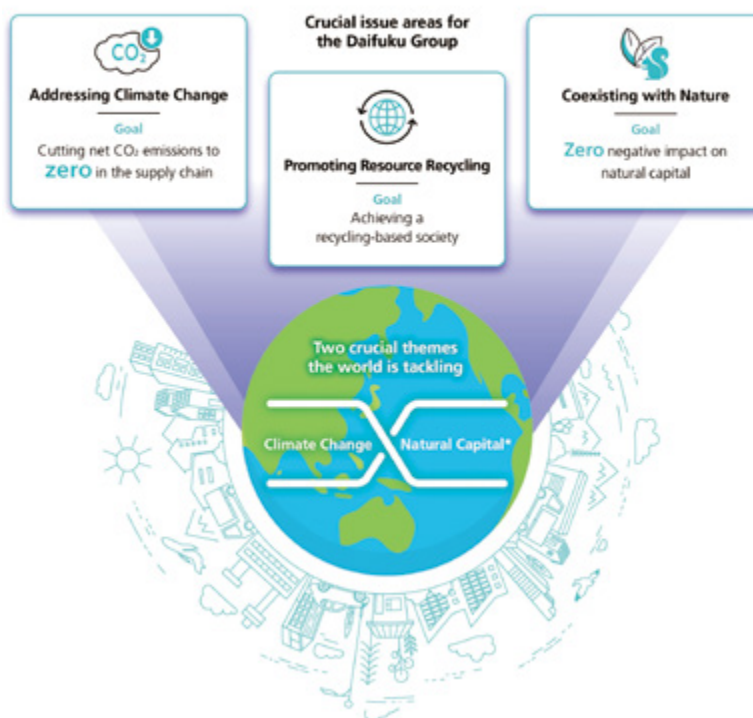 Crucial issue areas for
the Daifuku Group
CO₂
Addressing Climate Change
Goal
Cutting net CO₂ emissions to
zero in the supply chain
Promoting Resource Recycling
Goal
Achieving a
recycling-based society
Coexisting with Nature
Goal
Zero negative impact on
natural capital
Two crucial themes
the world is tackling
Climate Change
Natural Capital*